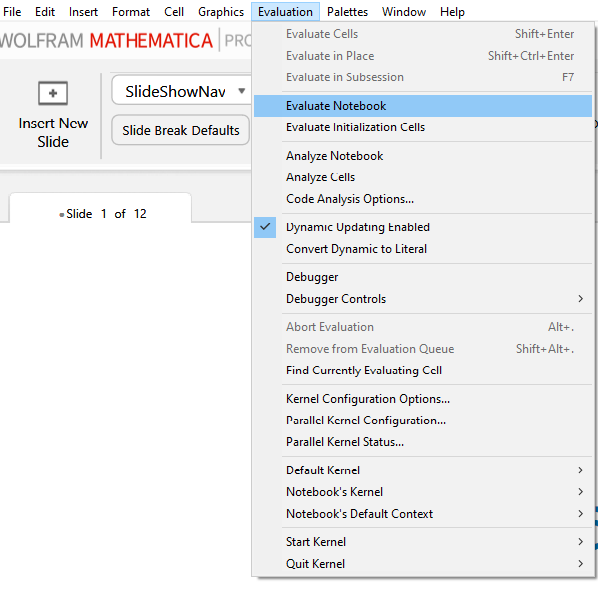 File Edit Insert Format Cell Graphics Evaluation Palettes Window Help
WOLFRAM MATHEMATICA PRO
Insert New
Slide
SlideShowNav
Slide Break Defaults
Slide 1 of 12
Evaluate Cells Shift+Enter
Evaluate in Place Shift+Ctrl+Enter
Evaluate in Subsession F7
Evaluate Notebook
Evaluate Initialization Cells
Analyze Notebook
Analyze Cells
Code Analysis Options...
Dynamic Updating Enabled
Convert Dynamic to Literal
Debugger
Debugger Controls
Abort Evaluation Alt+.
Remove from Evaluation Queue Shift+Alt+.
Find Currently Evaluating Cell
Kernel Configuration Options...
Parallel Kernel Configuration...
Parallel Kernel Status...
Default Kernel
Notebook's Kernel
Notebook's Default Context
Start Kernel
Quit Kernel